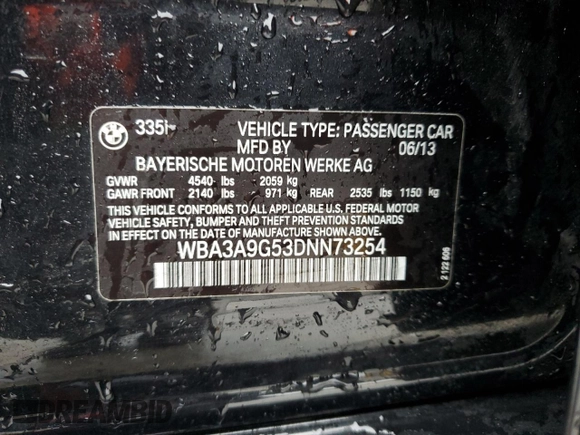 335i VEHICLE TYPE: PASSENGER CAR
MFD BY 06/13
BAYERISCHE MOTOREN WERKE AG
GVWR 4540 lbs 2059 kg
GAWR FRONT 2140 lbs 971 kg REAR 2535 lbs 1150 kg
THIS VEHICLE CONFORMS TO ALL APPLICABLE U.S. FEDERAL MOTOR
VEHICLE SAFETY, BUMPER AND THEFT PREVENTION STANDARDS
IN EFFECT ON THE DATE OF MANUFACTURE SHOWN ABOVE.
WBA3A9G53DNN73254
2 122 606
DREAMBID